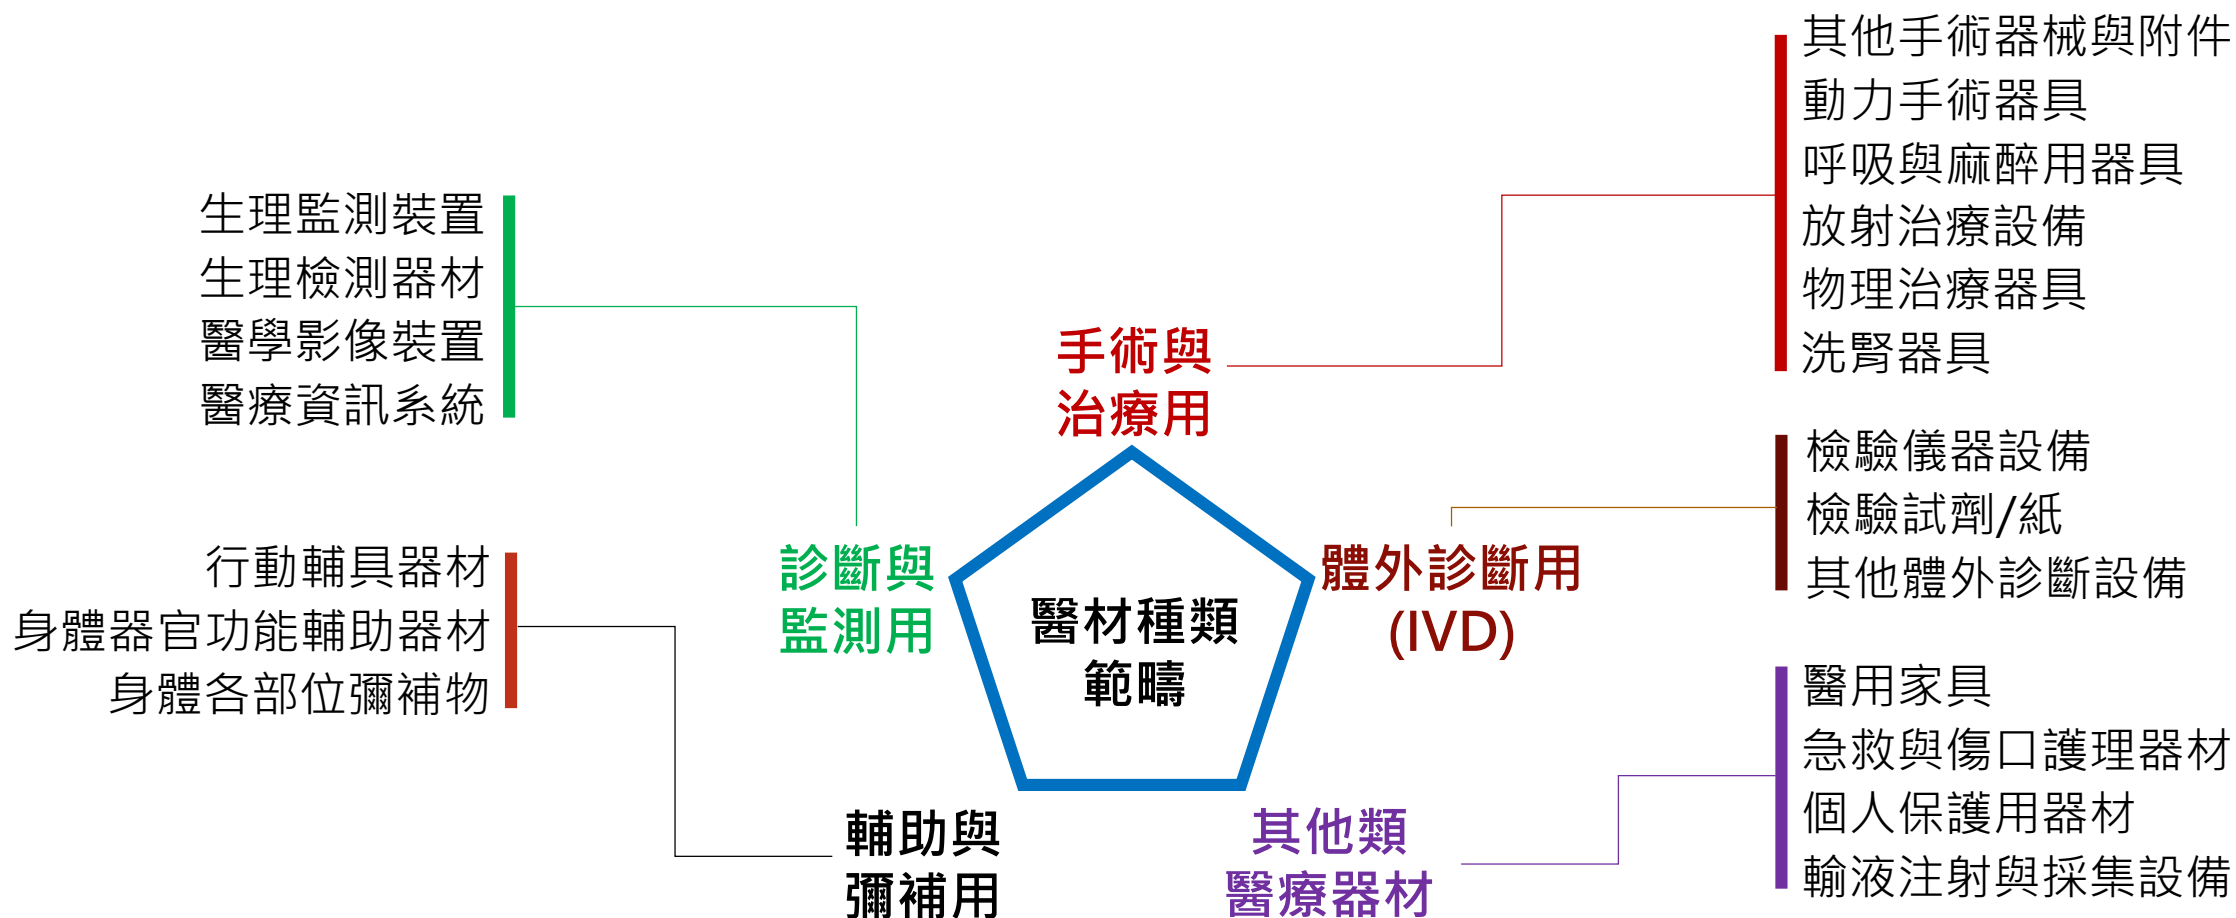 其他手術器械與附件
動力手術器具
呼吸與麻醉用器具
放射治療設備
物理治療器具
洗腎器具
生理監測裝置
生理檢測器材
醫學影像裝置
醫療資訊系統
手術與
治療用
檢驗儀器設備
檢驗試劑/紙
其他體外診斷設備
診斷與
監測用
體外診斷用
(IVD)
醫材種類
範疇
行動輔具器材
身體器官功能輔助器材
身體各部位彌補物
醫用家具
急救與傷口護理器材
個人保護用器材
輸液注射與採集設備
輔助與
彌補用
其他類
醫療器材